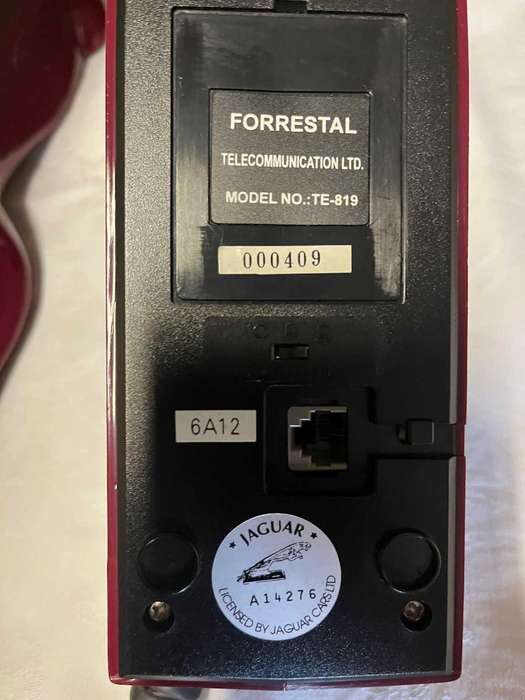 FORRESTAL
TELECOMMUNICATION LTD.
MODEL NO.:TE-819
000409
6A12
★ JAGUAR ★
A14276
LICENSED BY JAGUAR CARS LTD